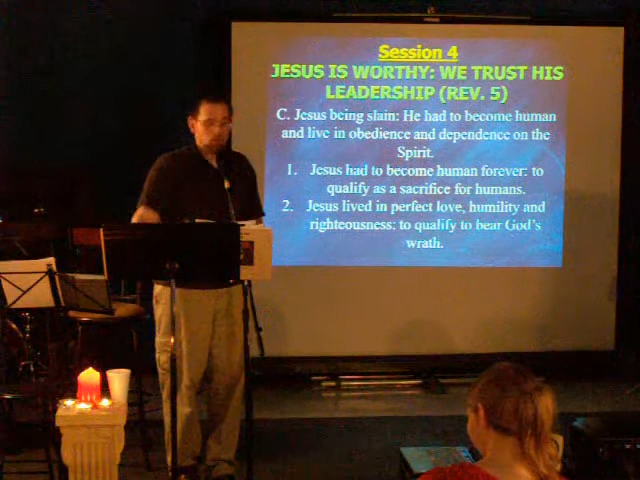 Session 4
JESUS IS WORTHY: WE TRUST HIS
LEADERSHIP (REV. 5)
C. Jesus being slain: He had to become human
and live in obedience and dependence on the
Spirit.
1. Jesus had to become human forever: to
qualify as a sacrifice for humans.
2. Jesus lived in perfect love, humility and
righteousness: to qualify to bear God's
wrath.